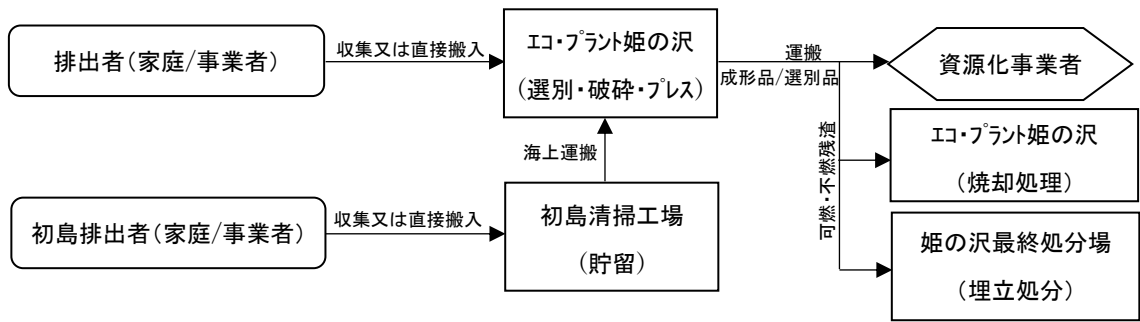 排出者（家庭/事業者）
収集又は直接搬入
ｴｺ・ﾌﾟﾗﾝﾄ姫の沢
（選別・破砕・ﾌﾟﾚｽ）
運搬
成形品/選別品
資源化事業者
海上運搬
可燃・不燃残渣
ｴｺ・ﾌﾟﾗﾝﾄ姫の沢
（焼却処理）
初島排出者（家庭/事業者）
収集又は直接搬入
初島清掃工場
（貯留）
姫の沢最終処分場
（埋立処分）